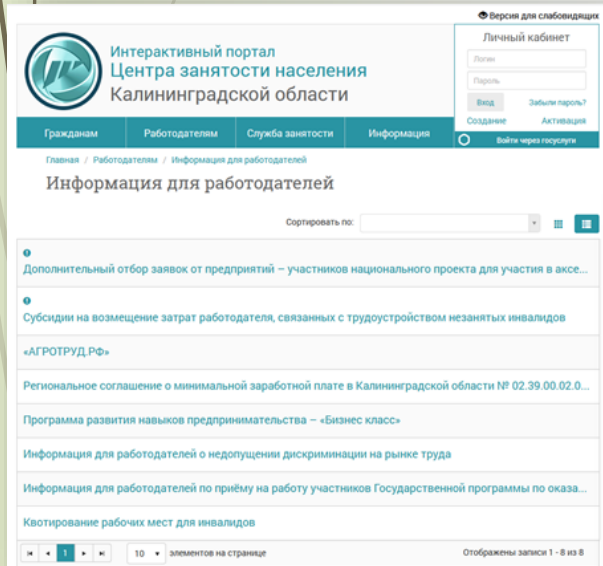 Версия для слабовидящих
Интерактивный портал
Центра занятости населения
Калининградской области
Личный кабинет
Логин
Пароль
Вход Забыли пароль?
Создание Активация
Войти через госуслуги
Гражданам Работодателям Служба занятости Информация
Главная / Работодателям / Информация для работодателей
Информация для работодателей
Сортировать по:
Дополнительный отбор заявок от предприятий – участников национального проекта для участия в аксе...
Субсидии на возмещение затрат работодателя, связанных с трудоустройством незанятых инвалидов
«АГРОТРУД.РФ»
Региональное соглашение о минимальной заработной плате в Калининградской области № 02.39.00.02.0...
Программа развития навыков предпринимательства – «Бизнес класс»
Информация для работодателей о недопущении дискриминации на рынке труда
Информация для работодателей по приёму на работу участников Государственной программы по оказа...
Квотирование рабочих мест для инвалидов
1 10 элементов на странице Отображены записи 1 - 8 из 8